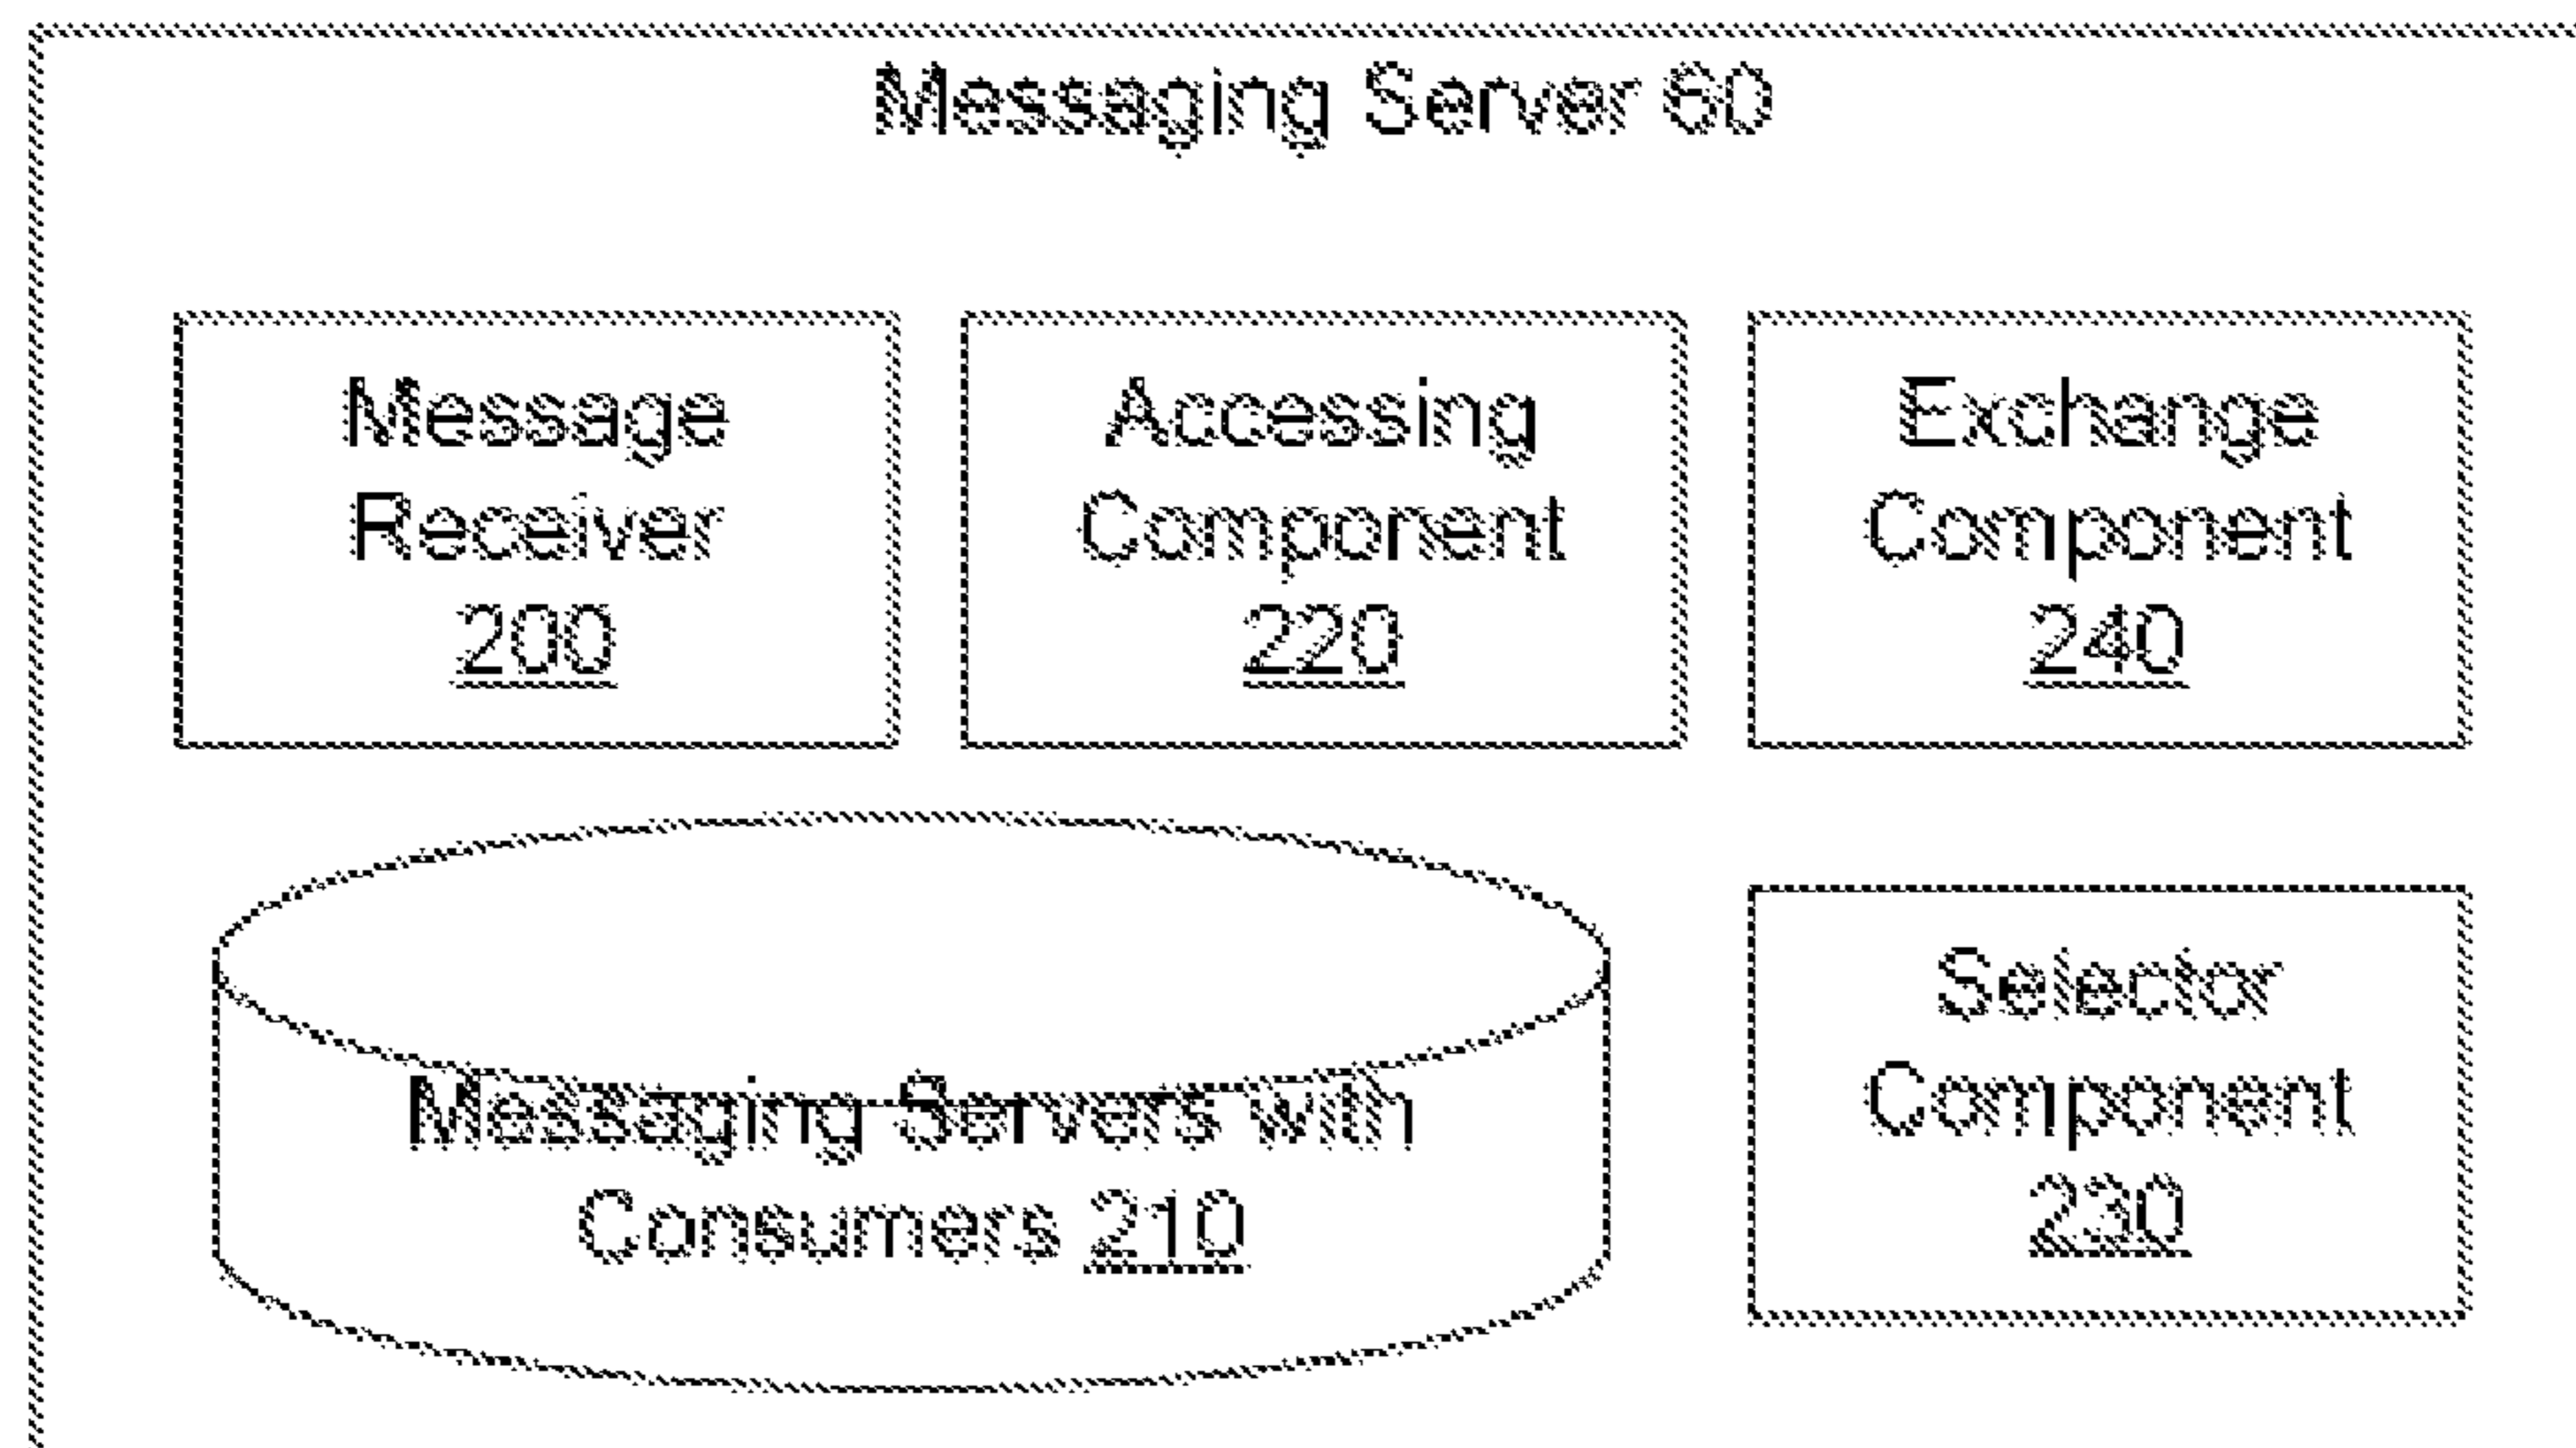 Messaging Server 60
Message
Receiver
200
Accessing
Component
220
Exchange
Component
240
Messaging Servers with
Consumers 210
Selector
Component
230